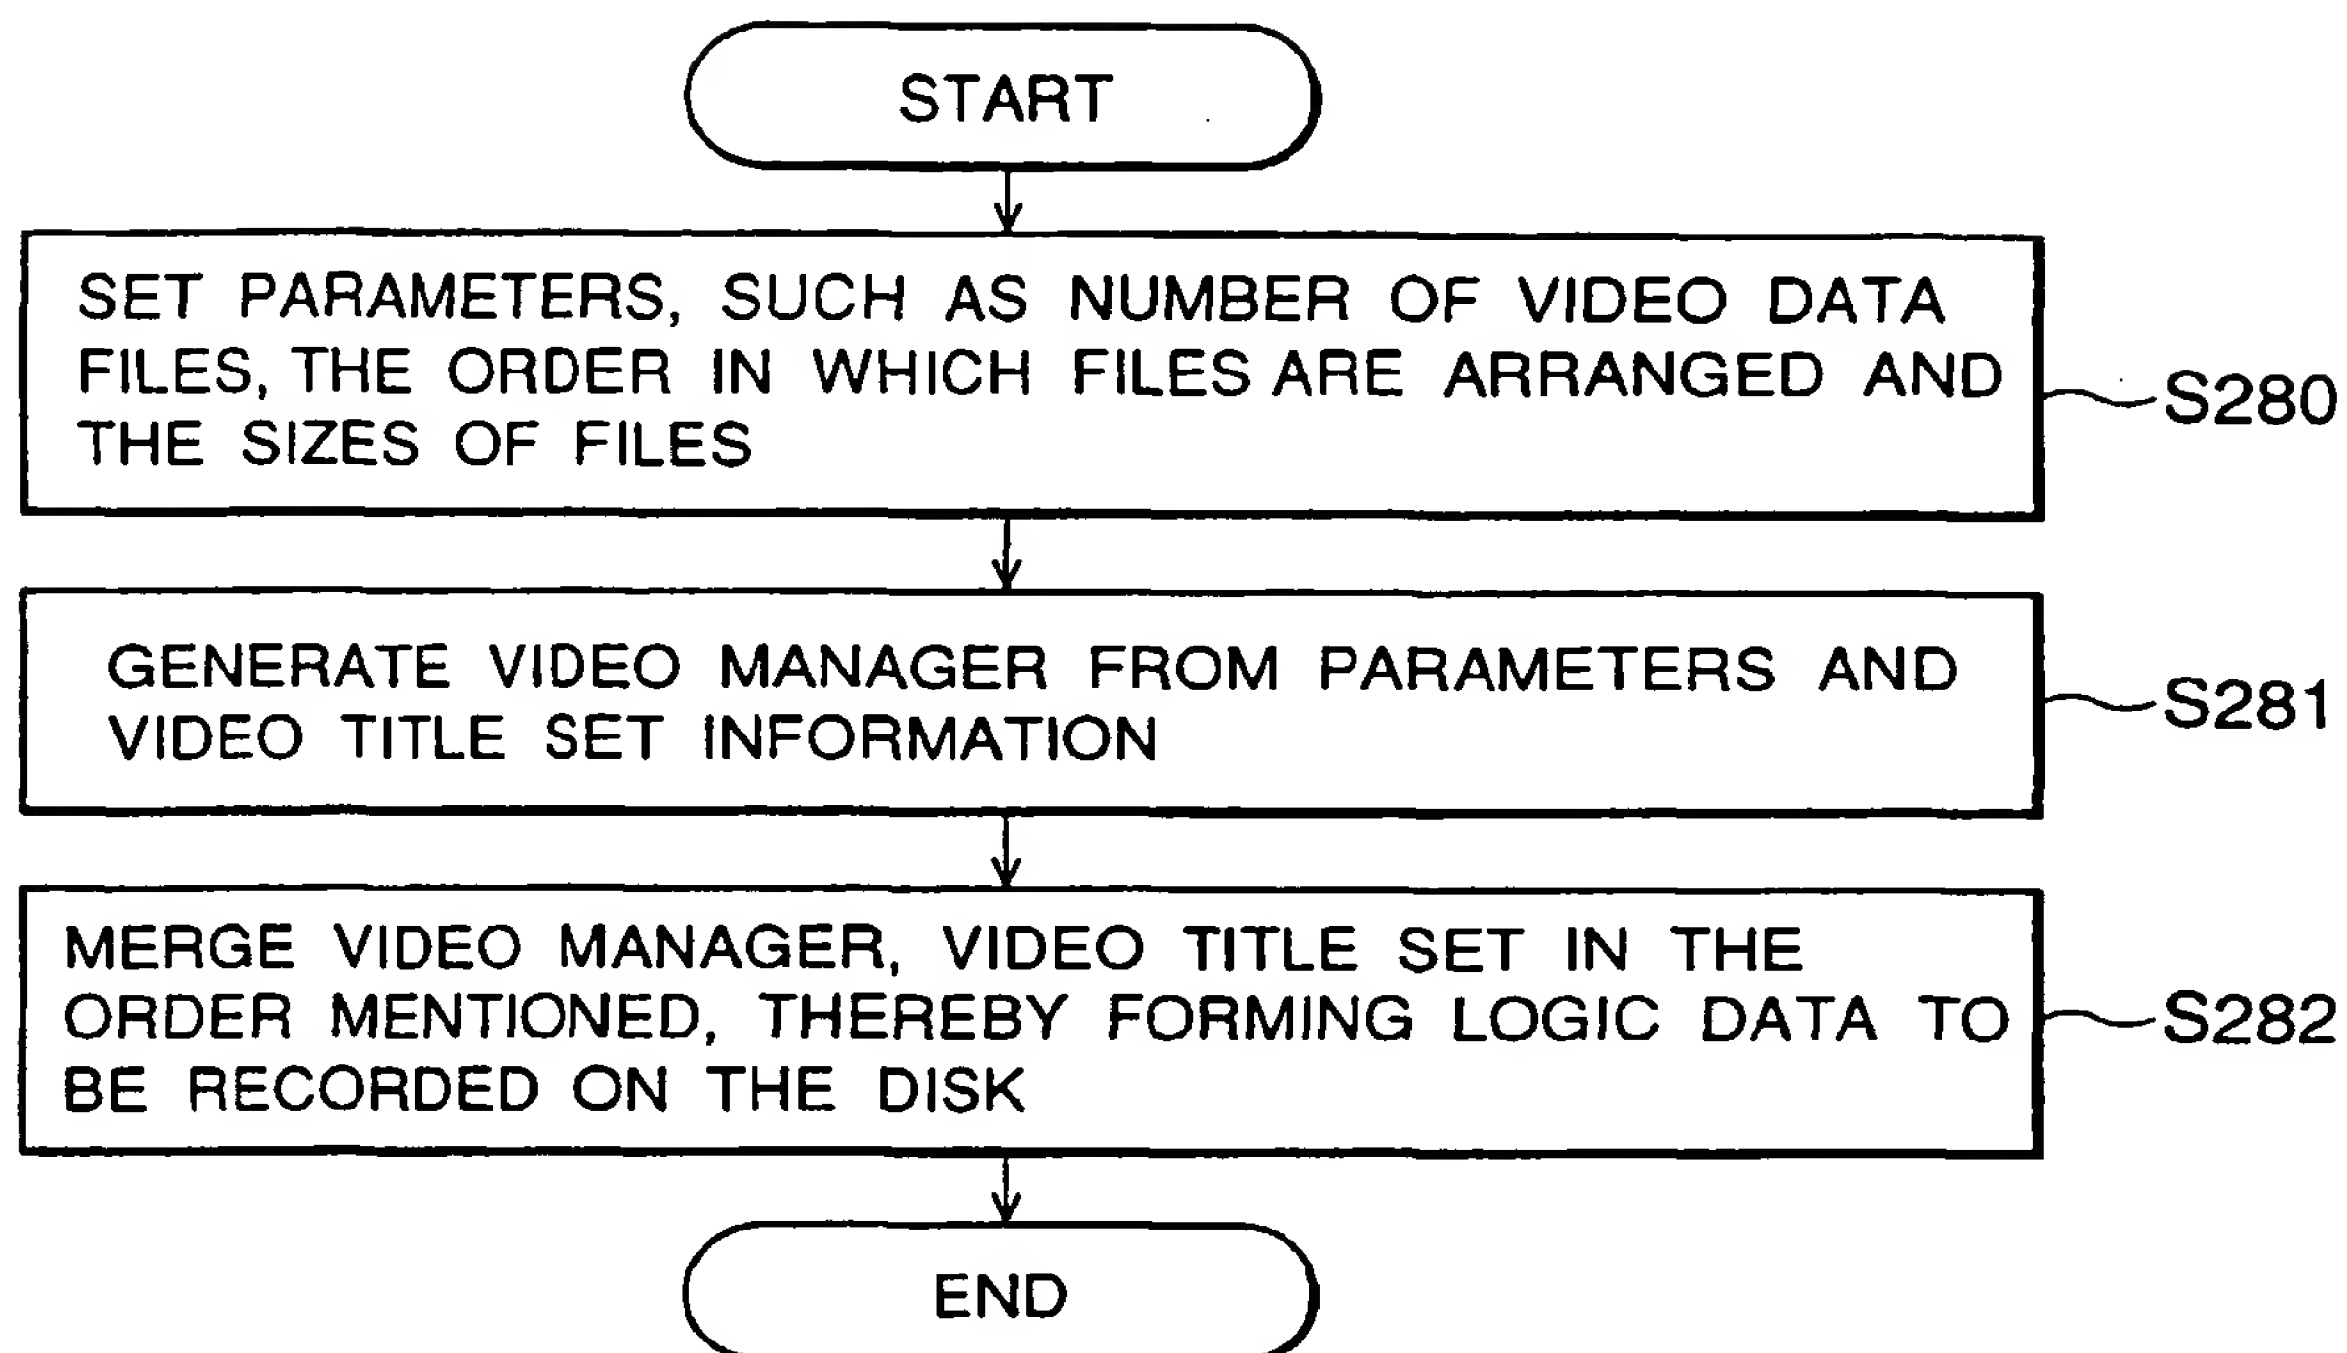 START
SET PARAMETERS, SUCH AS NUMBER OF VIDEO DATA
FILES, THE ORDER IN WHICH FILES ARE ARRANGED AND
THE SIZES OF FILES
S280
GENERATE VIDEO MANAGER FROM PARAMETERS AND
VIDEO TITLE SET INFORMATION
S281
MERGE VIDEO MANAGER, VIDEO TITLE SET IN THE
ORDER MENTIONED, THEREBY FORMING LOGIC DATA TO
BE RECORDED ON THE DISK
S282
END